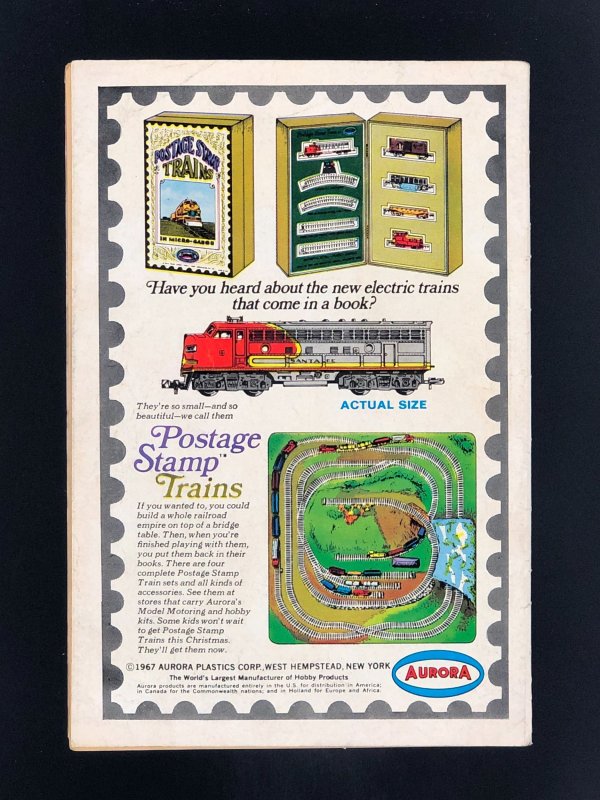 POSTAGE STAMP
TRAINS
IN MICRO-GAUGE
Postage Stamp Trains
Have you heard about the new electric trains
that come in a book?
SANTA FE
ACTUAL SIZE
They're so small—and so
beautiful—we call them
Postage
Stamp™
Trains
If you wanted to, you could
build a whole railroad
empire on top of a bridge
table. Then, when you're
finished playing with them,
you put them back in their
books. There are four
complete Postage Stamp
Train sets and all kinds of
accessories. See them at
stores that carry Aurora's
Model Motoring and hobby
kits. Some kids won't wait
to get Postage Stamp
Trains this Christmas.
They'll get them now.
©1967 AURORA PLASTICS CORP., WEST HEMPSTEAD, NEW YORK
The World's Largest Manufacturer of Hobby Products
Aurora products are manufactured entirely in the U.S. for distribution in America;
in Canada for the Commonwealth nations; and in Holland for Europe and Africa.
AURORA